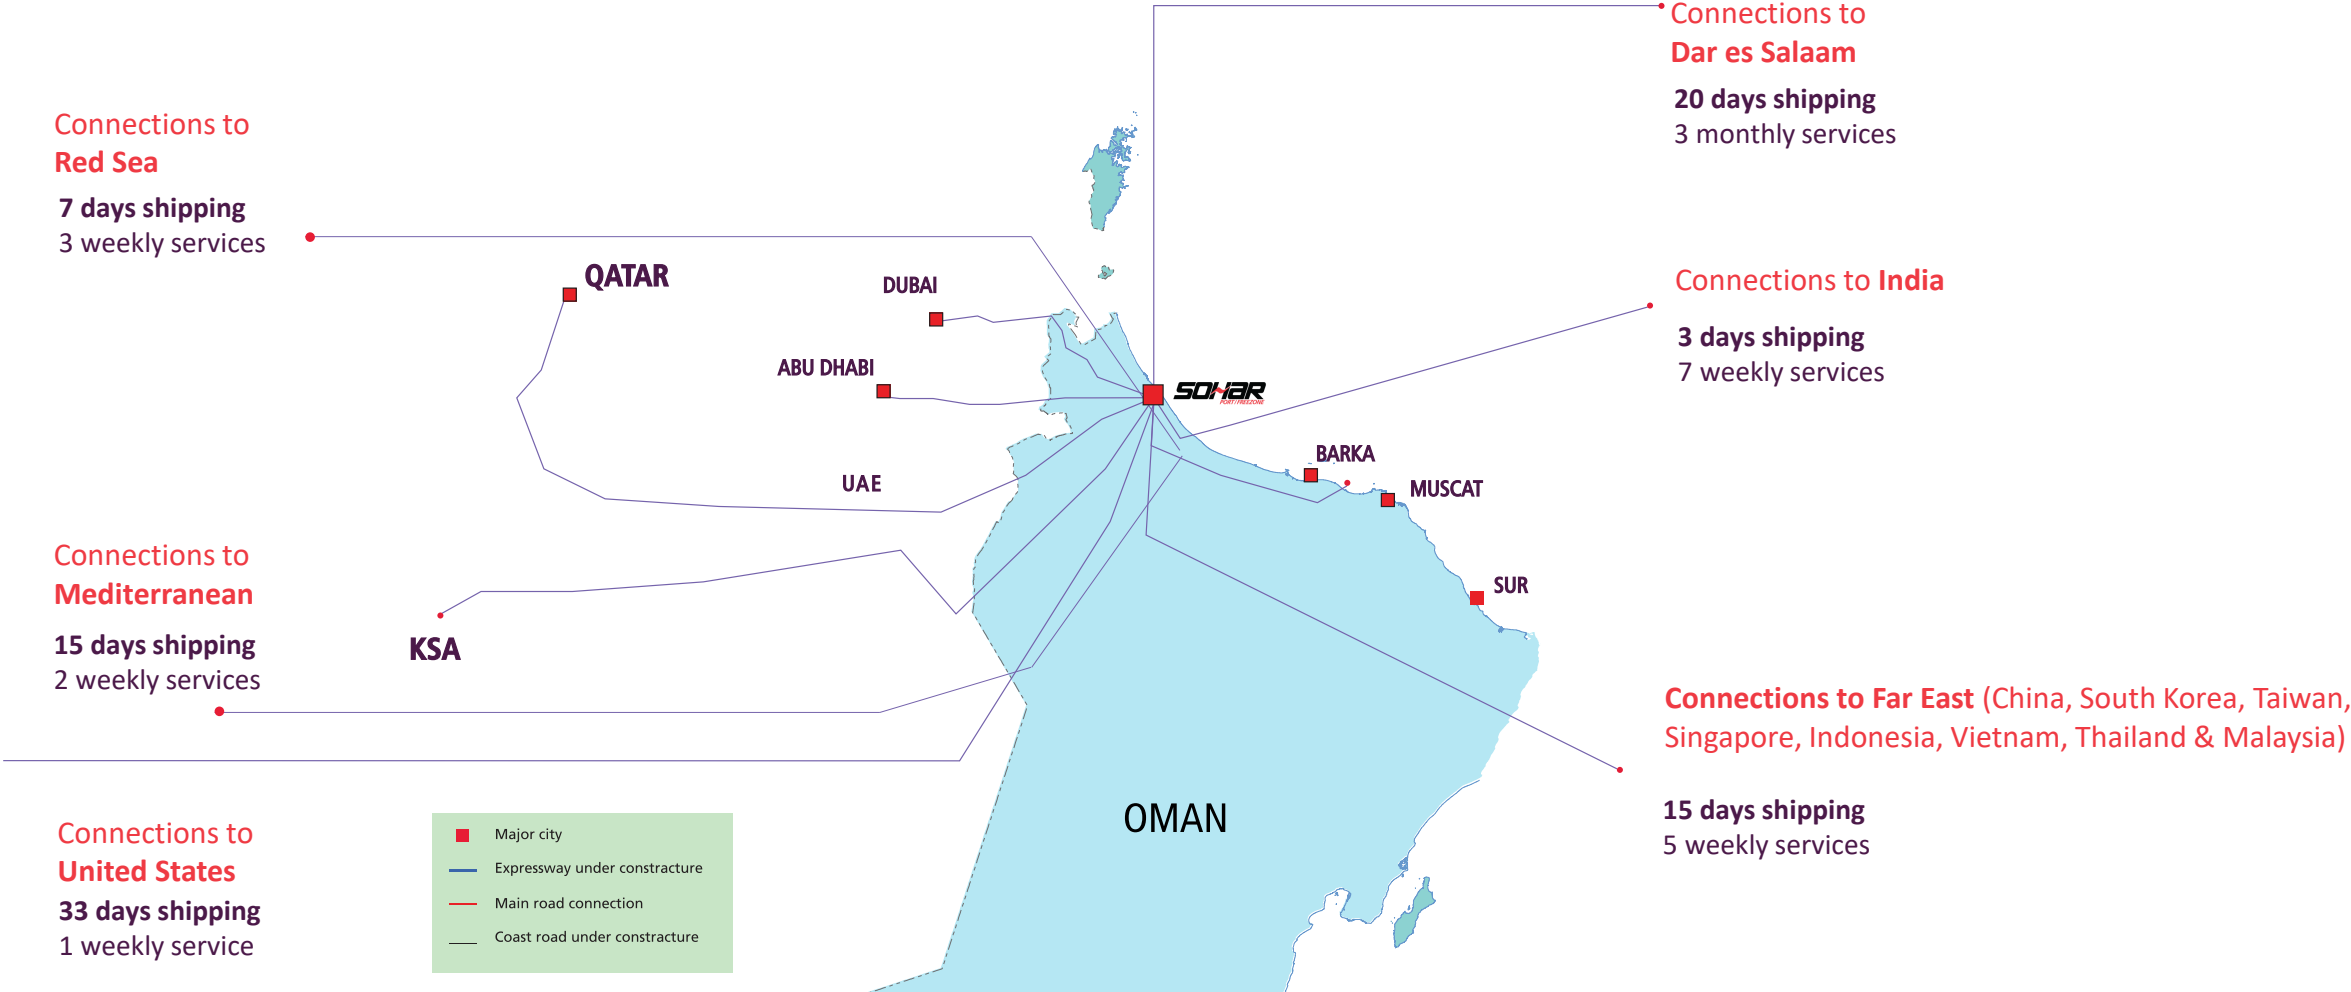 Connections to
Dar es Salaam
20 days shipping
3 monthly services
Connections to
Red Sea
7 days shipping
3 weekly services
QATAR
DUBAI
Connections to India
3 days shipping
7 weekly services
ABU DHABI
SOHAR
PORT/FREEZONE
BARKA
UAE
MUSCAT
Connections to
Mediterranean
15 days shipping
2 weekly services
SUR
KSA
Connections to Far East (China, South Korea, Taiwan,
Singapore, Indonesia, Vietnam, Thailand & Malaysia)
15 days shipping
5 weekly services
OMAN
Connections to
United States
33 days shipping
1 weekly service
Major city
Expressway under constracture
Main road connection
Coast road under constracture